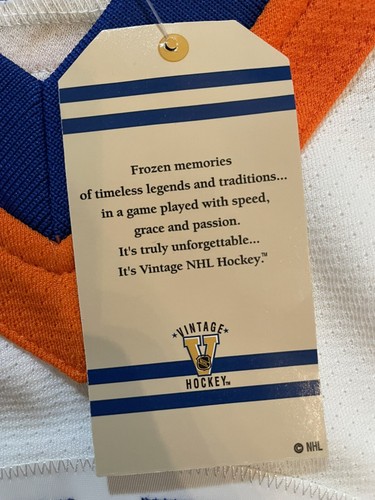 Frozen memories
of timeless legends and traditions...
in a game played with speed,
grace and passion.
It's truly unforgettable...
It's Vintage NHL Hockey.™
VINTAGE
V
HOCKEY™
© NHL